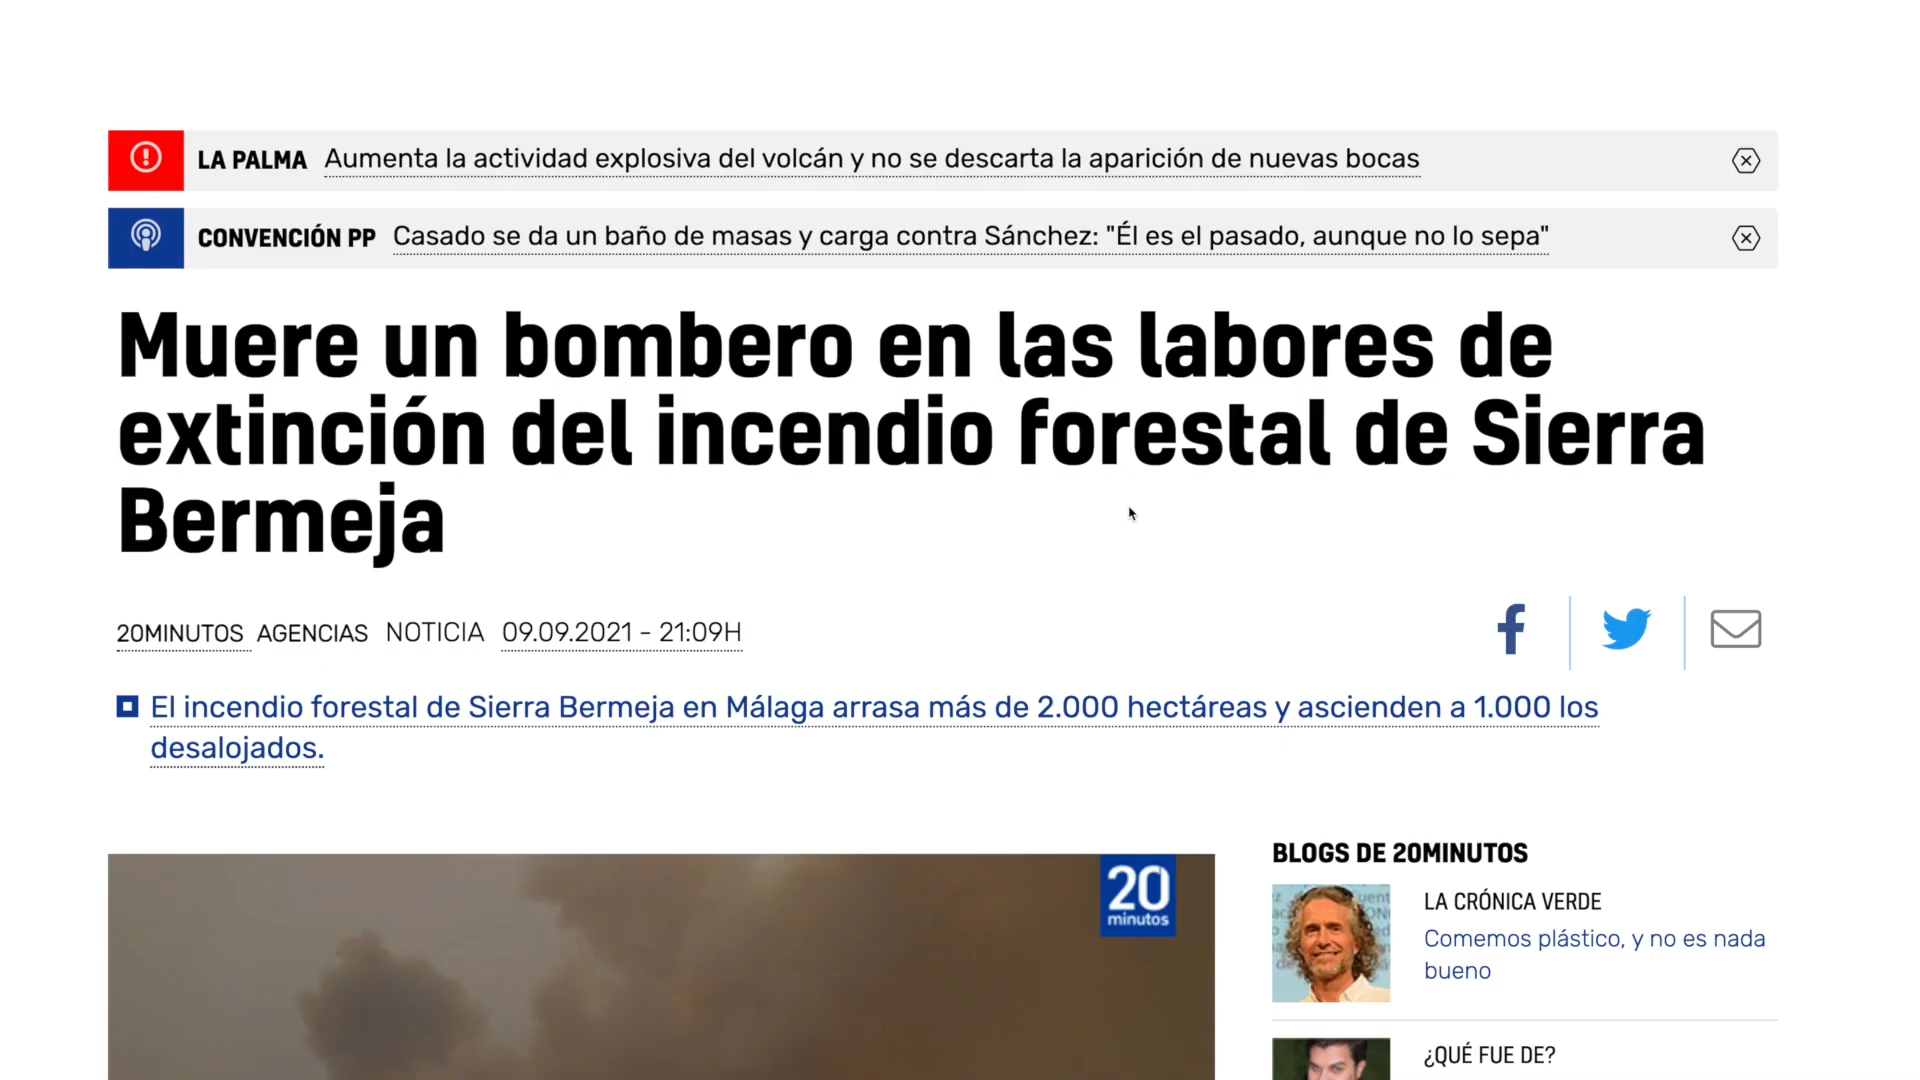 LA PALMA Aumenta la actividad explosiva del volcán y no se descarta la aparición de nuevas bocas
CONVENCIÓN PP Casado se da un baño de masas y carga contra Sánchez: "Él es el pasado, aunque no lo sepa"
Muere un bombero en las labores de
extinción del incendio forestal de Sierra
Bermeja
20MINUTOS AGENCIAS NOTICIA 09.09.2021 - 21:09H
El incendio forestal de Sierra Bermeja en Málaga arrasa más de 2.000 hectáreas y ascienden a 1.000 los
desalojados.
20
minutos
BLOGS DE 20MINUTOS
LA CRÓNICA VERDE
Comemos plástico, y no es nada
bueno
¿QUÉ FUE DE?